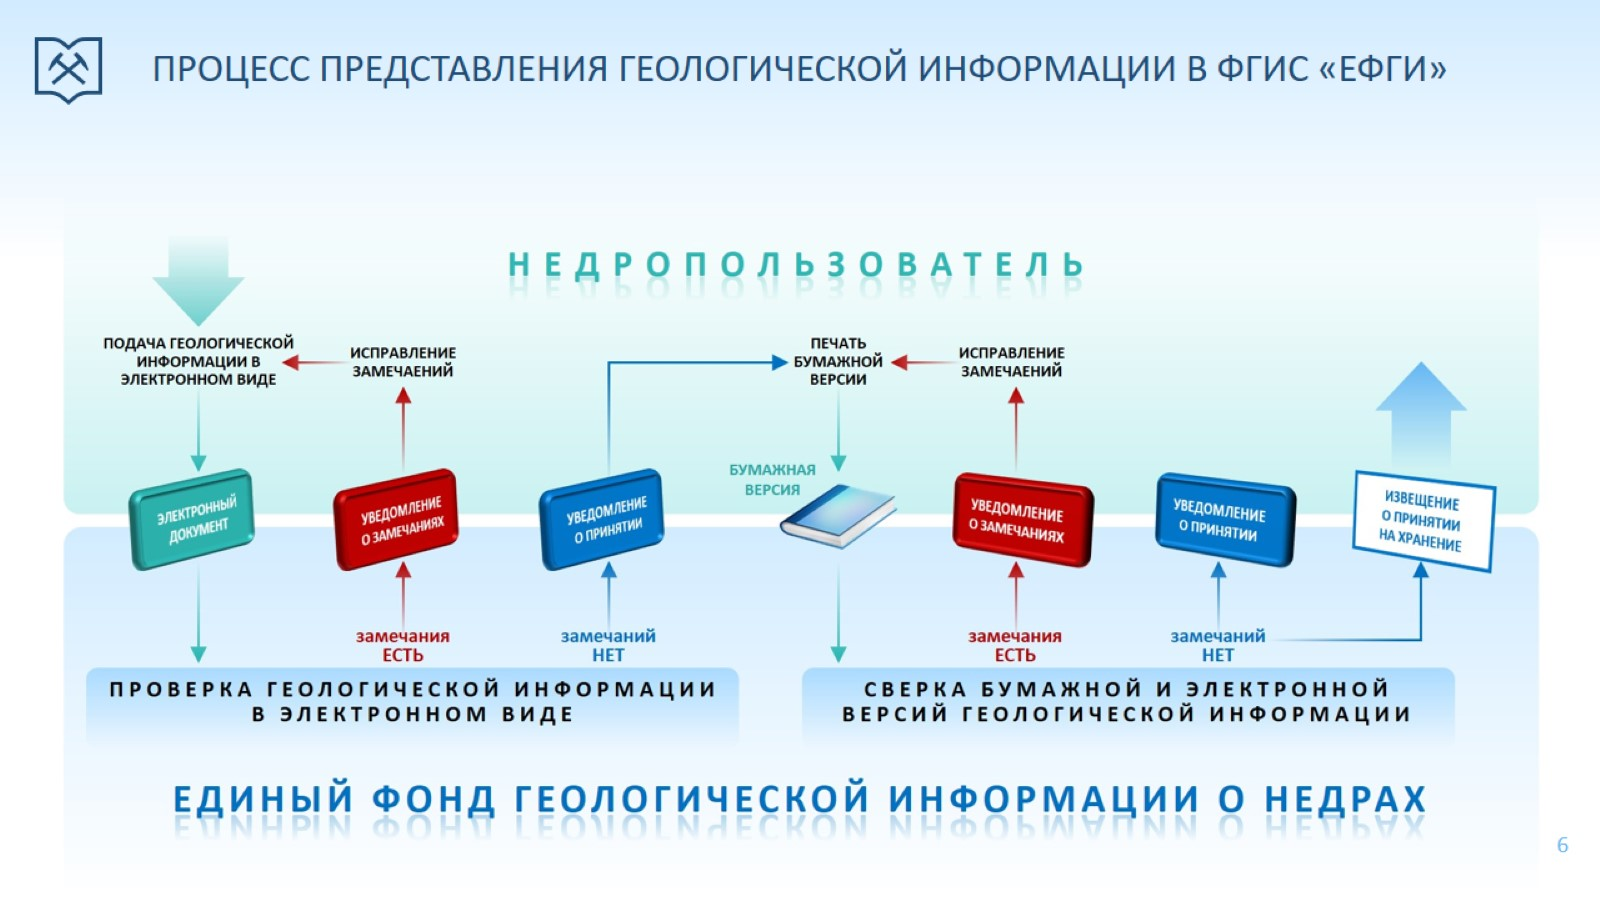 ПРОЦЕСС ПРЕДСТАВЛЕНИЯ ГЕОЛОГИЧЕСКОЙ ИНФОРМАЦИИ В ФГИС «ЕФГИ»
НЕДРОПОЛЬЗОВАТЕЛЬ
ПОДАЧА ГЕОЛОГИЧЕСКОЙ
ИНФОРМАЦИИ В
ЭЛЕКТРОННОМ ВИДЕ
ИСПРАВЛЕНИЕ
ЗАМЕЧАЕНИЙ
ПЕЧАТЬ
БУМАЖНОЙ
ВЕРСИИ
ИСПРАВЛЕНИЕ
ЗАМЕЧАЕНИЙ
ЭЛЕКТРОННЫЙ
ДОКУМЕНТ
УВЕДОМЛЕНИЕ
О ЗАМЕЧАНИЯХ
УВЕДОМЛЕНИЕ
О ПРИНЯТИИ
БУМАЖНАЯ
ВЕРСИЯ
УВЕДОМЛЕНИЕ
О ЗАМЕЧАНИЯХ
УВЕДОМЛЕНИЕ
О ПРИНЯТИИ
ИЗВЕЩЕНИЕ
О ПРИНЯТИИ
НА ХРАНЕНИЕ
замечания
ЕСТЬ
замечаний
НЕТ
замечания
ЕСТЬ
замечаний
НЕТ
ПРОВЕРКА ГЕОЛОГИЧЕСКОЙ ИНФОРМАЦИИ
В ЭЛЕКТРОННОМ ВИДЕ
СВЕРКА БУМАЖНОЙ И ЭЛЕКТРОННОЙ
ВЕРСИЙ ГЕОЛОГИЧЕСКОЙ ИНФОРМАЦИИ
ЕДИНЫЙ ФОНД ГЕОЛОГИЧЕСКОЙ ИНФОРМАЦИИ О НЕДРАХ
6